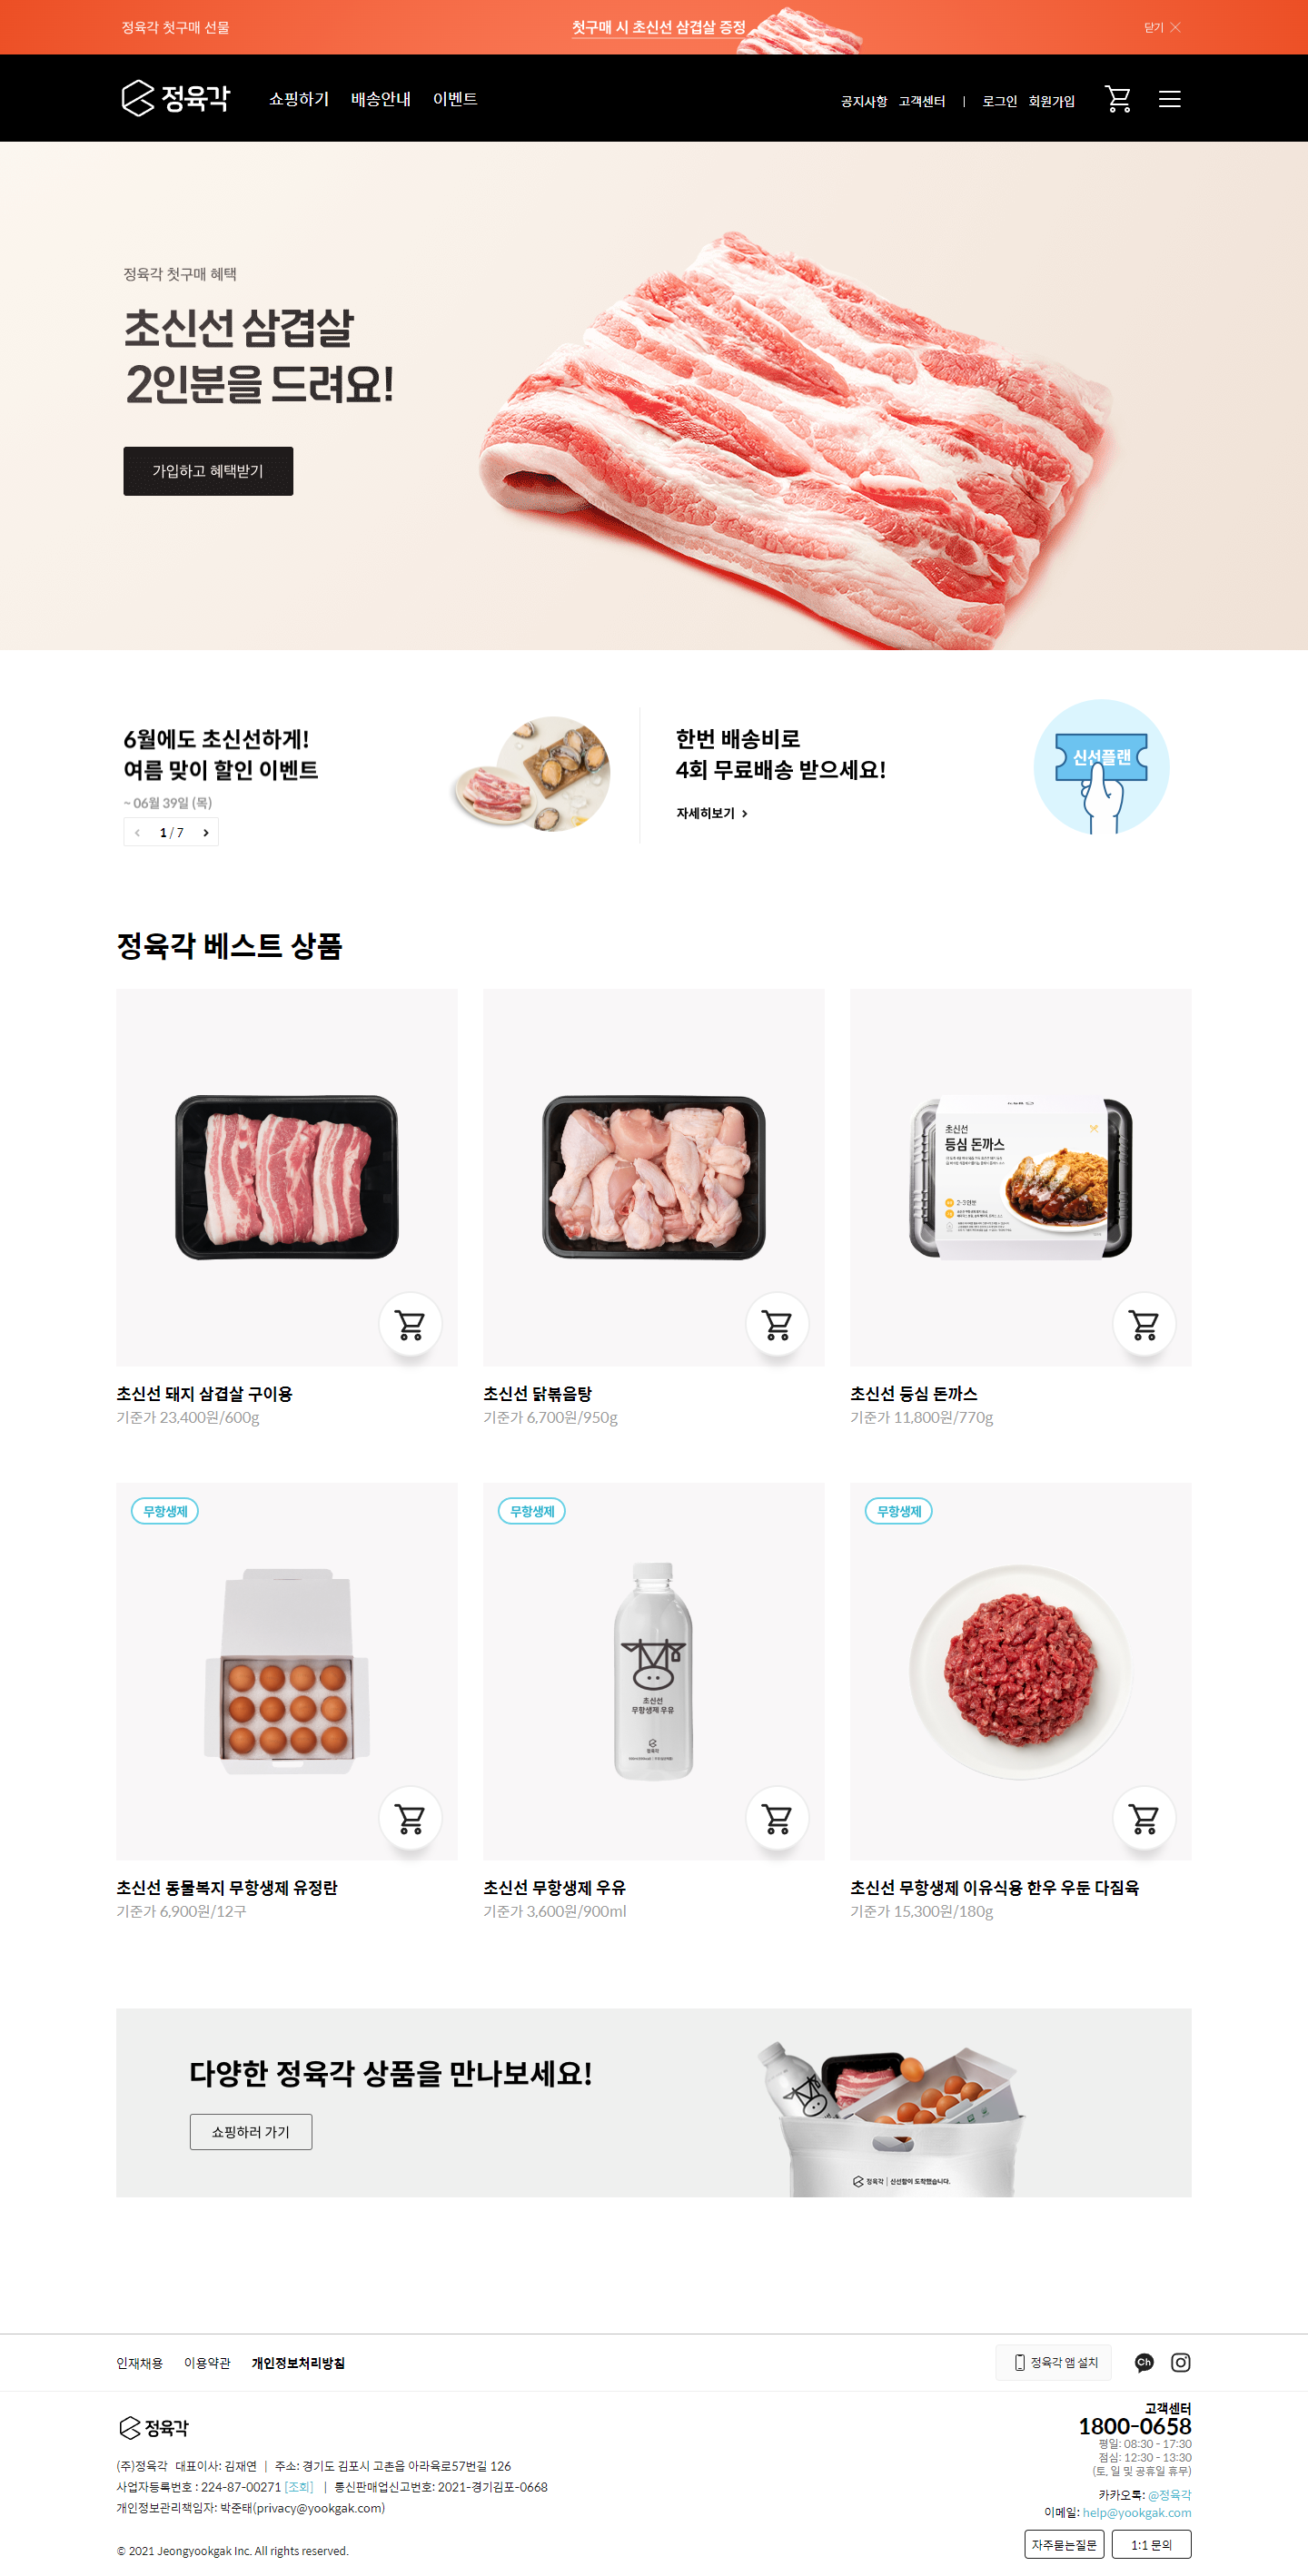 정육각 첫구매 선물
첫구매 시 초신선 삼겹살 증정
닫기
정육각
쇼핑하기 배송안내 이벤트
공지사항 고객센터 | 로그인 회원가입
정육각 첫구매 혜택
초신선 삼겹살
2인분을 드려요!
가입하고 혜택받기
6월에도 초신선하게!
여름 맞이 할인 이벤트
~ 06월 39일 (목)
1 / 7
한번 배송비로
4회 무료배송 받으세요!
자세히보기
신선플랜
정육각 베스트 상품
초신선
등심 돈까스
2-3인분
초신선 돼지 삼겹살 구이용
기준가 23,400원/600g
초신선 닭볶음탕
기준가 6,700원/950g
초신선 등심 돈까스
기준가 11,800원/770g
무항생제
무항생제
무항생제
초신선
무항생제 우유
정육각
초신선 동물복지 무항생제 유정란
기준가 6,900원/12구
초신선 무항생제 우유
기준가 3,600원/900ml
초신선 무항생제 이유식용 한우 우둔 다짐육
기준가 15,300원/180g
다양한 정육각 상품을 만나보세요!
쇼핑하러 가기
정육각 | 신선함이 도착했습니다.
인재채용 이용약관 개인정보처리방침
정육각 앱 설치
Ch
정육각
(주)정육각 대표이사: 김재연 | 주소: 경기도 김포시 고촌읍 아라육로57번길 126
사업자등록번호 : 224-87-00271 [조회] | 통신판매업신고번호: 2021-경기김포-0668
개인정보관리책임자: 박준태(privacy@yookgak.com)
© 2021 Jeongyookgak Inc. All rights reserved.
고객센터
1800-0658
평일: 08:30 - 17:30
점심: 12:30 - 13:30
(토, 일 및 공휴일 휴무)
카카오톡: @정육각
이메일: help@yookgak.com
자주묻는질문 1:1 문의